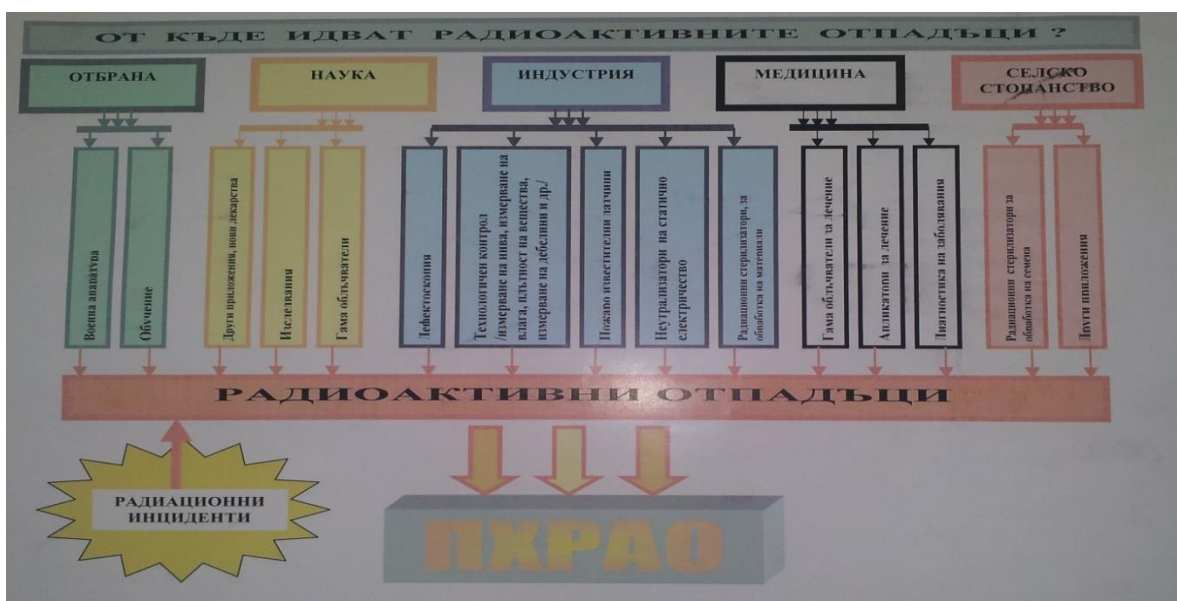 ОТ КЪДЕ ИДВАТ РАДИОАКТИВНИТЕ ОТПАДЪЦИ ?
ОТБРАНА
НАУКА
ИНДУСТРИЯ
МЕДИЦИНА
СЕЛСКО
СТОПАНСТВО
Военна апаратура
Обучение
Други приложения, нови лекарства
Изследвания
Гама облъчватели
Дефектоскопия
Технологичен контрол
/измерване на нива, измерване на
влага, плътност на вещества,
измерване на дебелини и др./
Пожаро известителни датчици
Неутрализатори на статично
електричество
Радиационни стерилизатори, за
обработка на материали
Гама облъчватели за лечение
Апликатори за лечение
Диагностика на заболявания
Радиационни стерилизатори за
обработка на семена
Други приложения
РАДИОАКТИВНИ ОТПАДЪЦИ
РАДИАЦИОННИ
ИНЦИДЕНТИ
ПХРАО